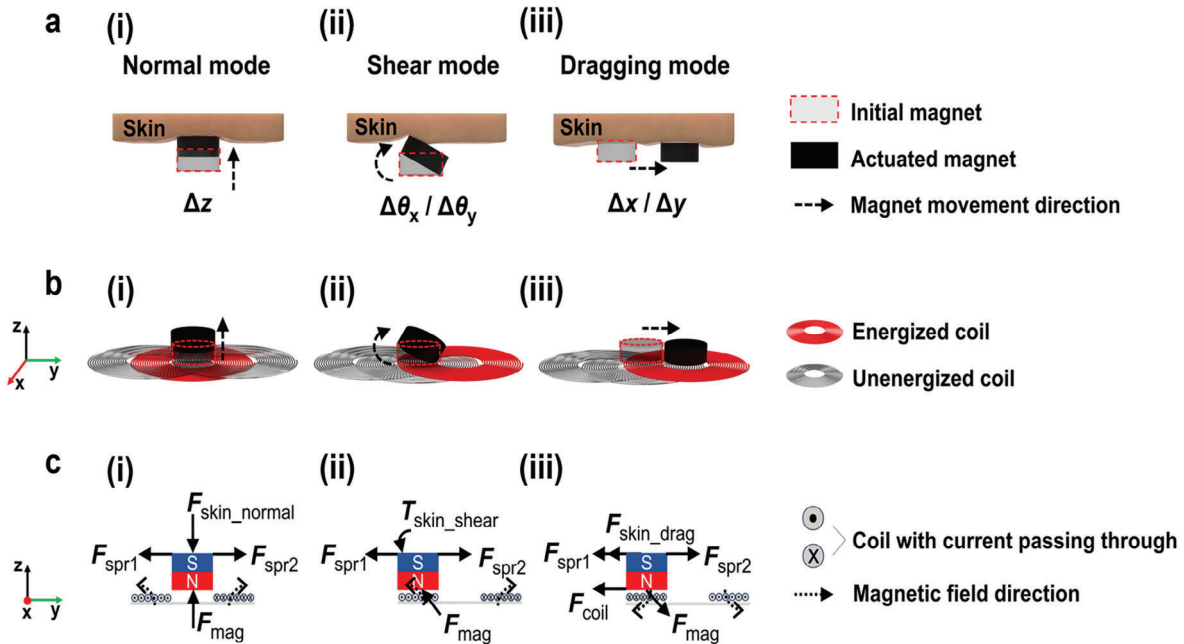 a
(i)
(ii)
(iii)
Normal mode
Shear mode
Dragging mode
Skin
Skin
Skin
Δz
Δθx / Δθy
Δx / Δy
Initial magnet
Actuated magnet
Magnet movement direction
b
(i)
(ii)
(iii)
z
y
x
Energized coil
Unenergized coil
c
(i)
(ii)
(iii)
z
x
y
Fskin_normal
Fspr1
S
Fspr2
N
Fmag
Tskin_shear
Fspr1
S
Fspr2
N
Fmag
Fskin_drag
Fspr1
S
Fspr2
N
Fcoil
Fmag
X
Coil with current passing through
Magnetic field direction